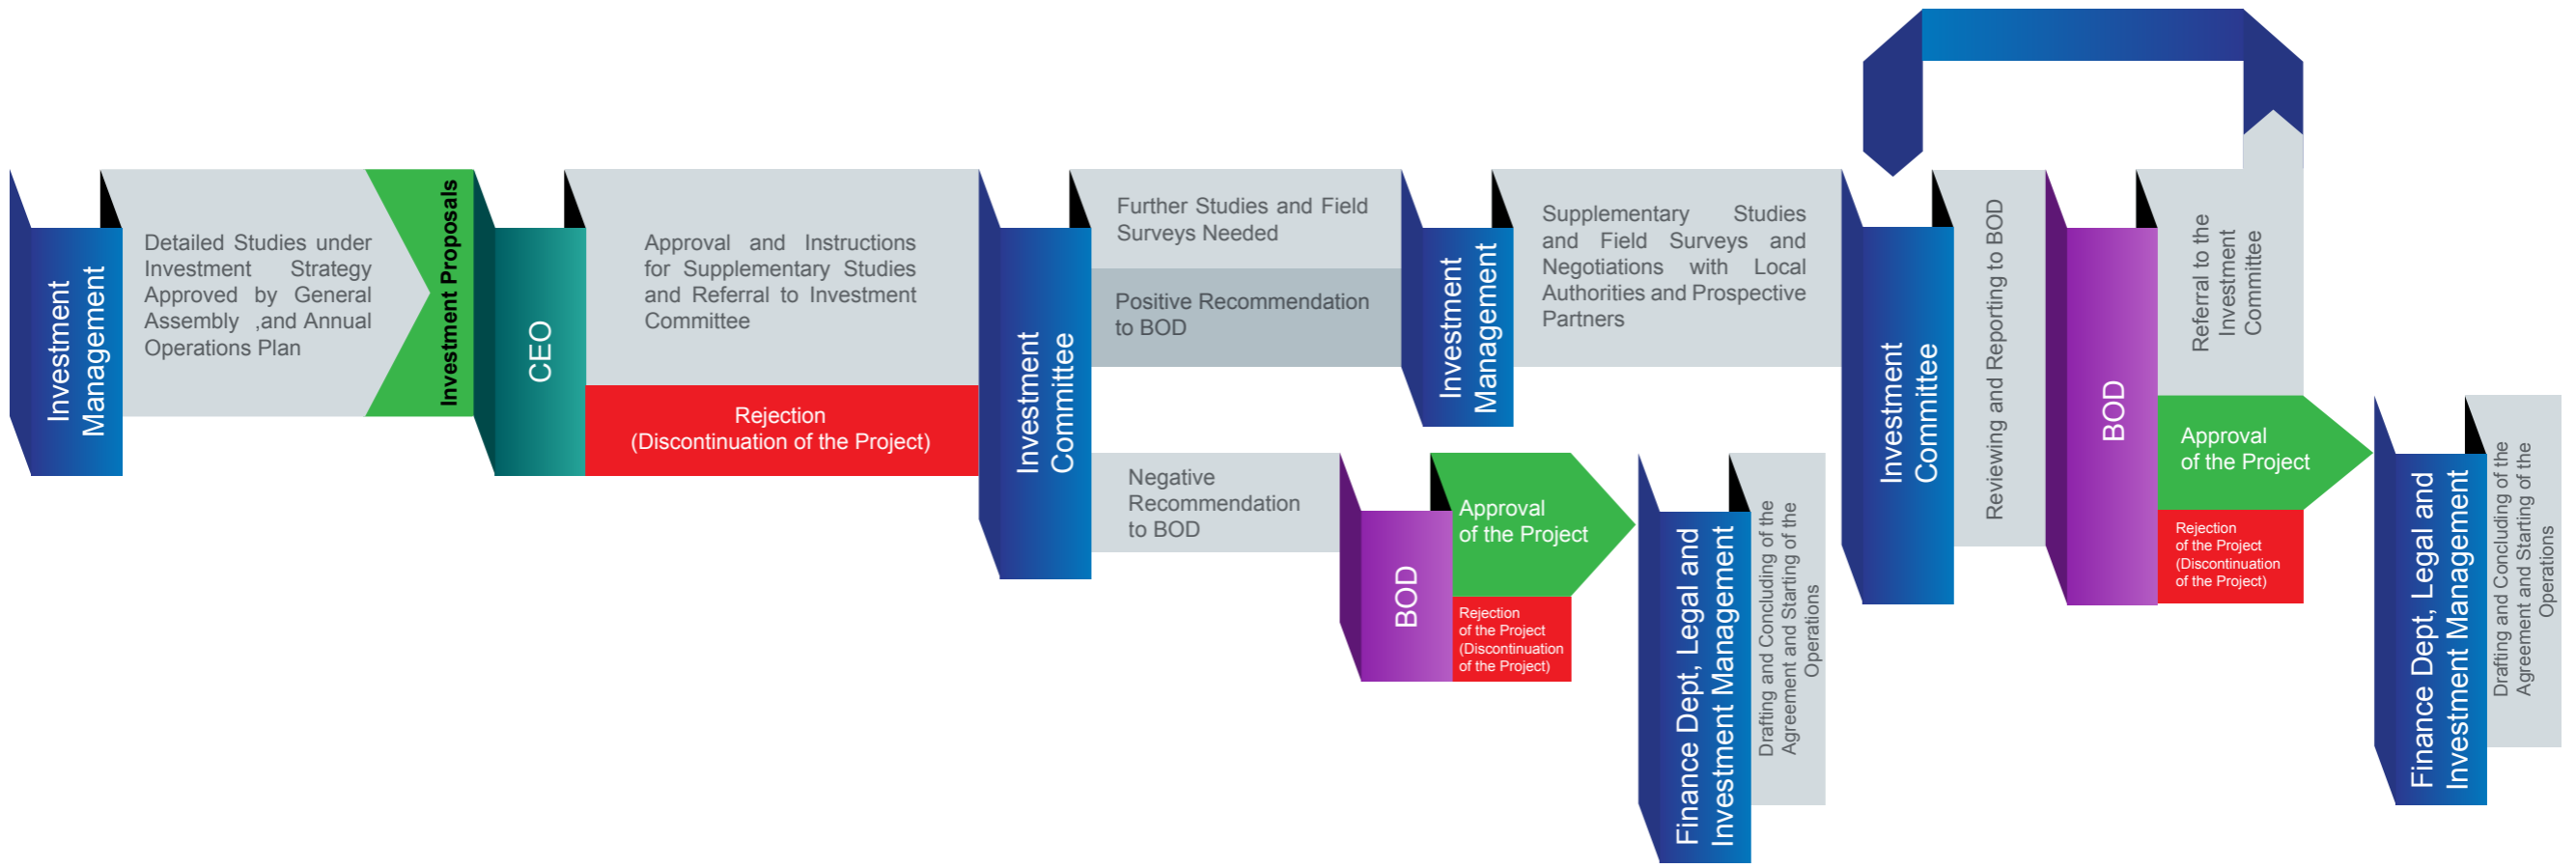 Investment
Management
Detailed Studies under
Investment Strategy
Approved by General
Assembly ,and Annual
Operations Plan
Investment Proposals
CEO
Approval and Instructions
for Supplementary Studies
and Referral to Investment
Committee
Rejection
(Discontinuation of the Project)
Investment
Committee
Further Studies and Field
Surveys Needed
Positive Recommendation
to BOD
Negative
Recommendation
to BOD
Investment
Management
Supplementary Studies
and Field Surveys and
Negotiations with Local
Authorities and Prospective
Partners
BOD
Approval
of the Project
Rejection
of the Project
(Discontinuation
of the Project)
Finance Dept, Legal and
Investment Management
Drafting and Concluding of the
Agreement and Starting of the
Operations
Investment
Committee
Reviewing and Reporting to BOD
BOD
Referral to the
Investment
Committee
Approval
of the Project
Rejection
of the Project
(Discontinuation
of the Project)
Finance Dept, Legal and
Investment Management
Drafting and Concluding of the
Agreement and Starting of the
Operations